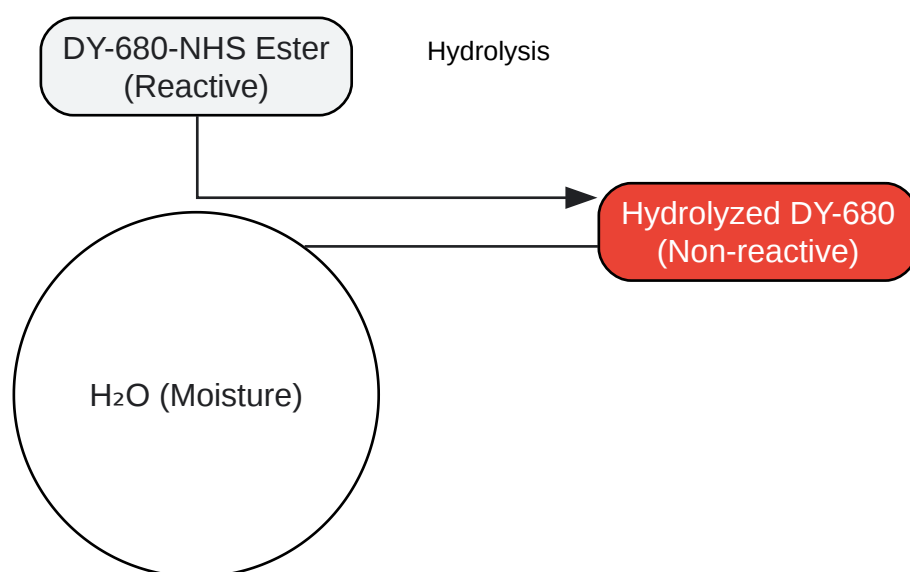 DY-680-NHS Ester
(Reactive)
Hydrolysis
Hydrolyzed DY-680
(Non-reactive)
H₂O (Moisture)